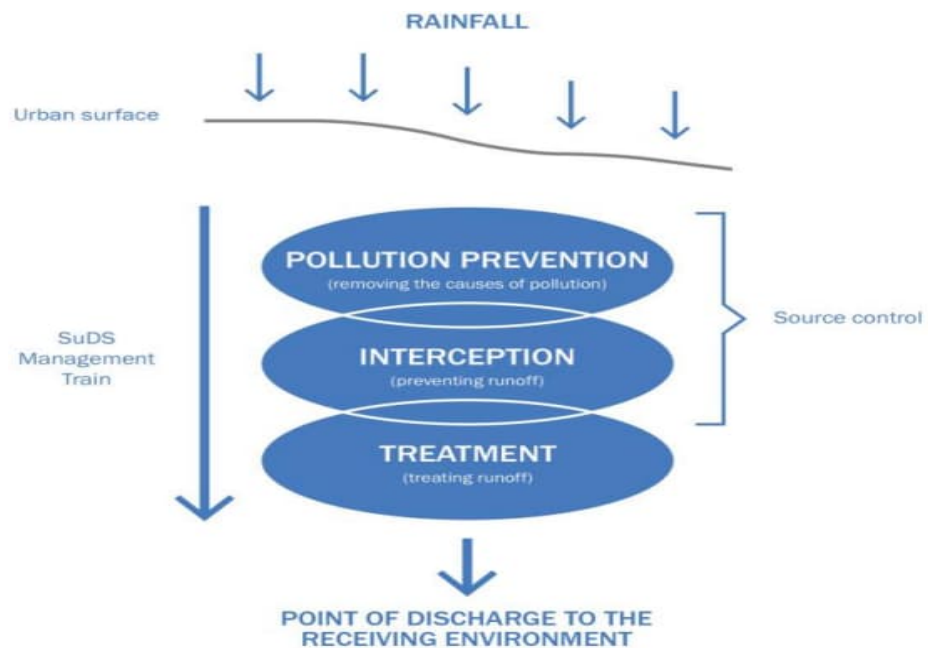 RAINFALL
Urban surface
POLLUTION PREVENTION
(removing the causes of pollution)
Source control
SuDS
Management
Train
INTERCEPTION
(preventing runoff)
TREATMENT
(treating runoff)
POINT OF DISCHARGE TO THE
RECEIVING ENVIRONMENT